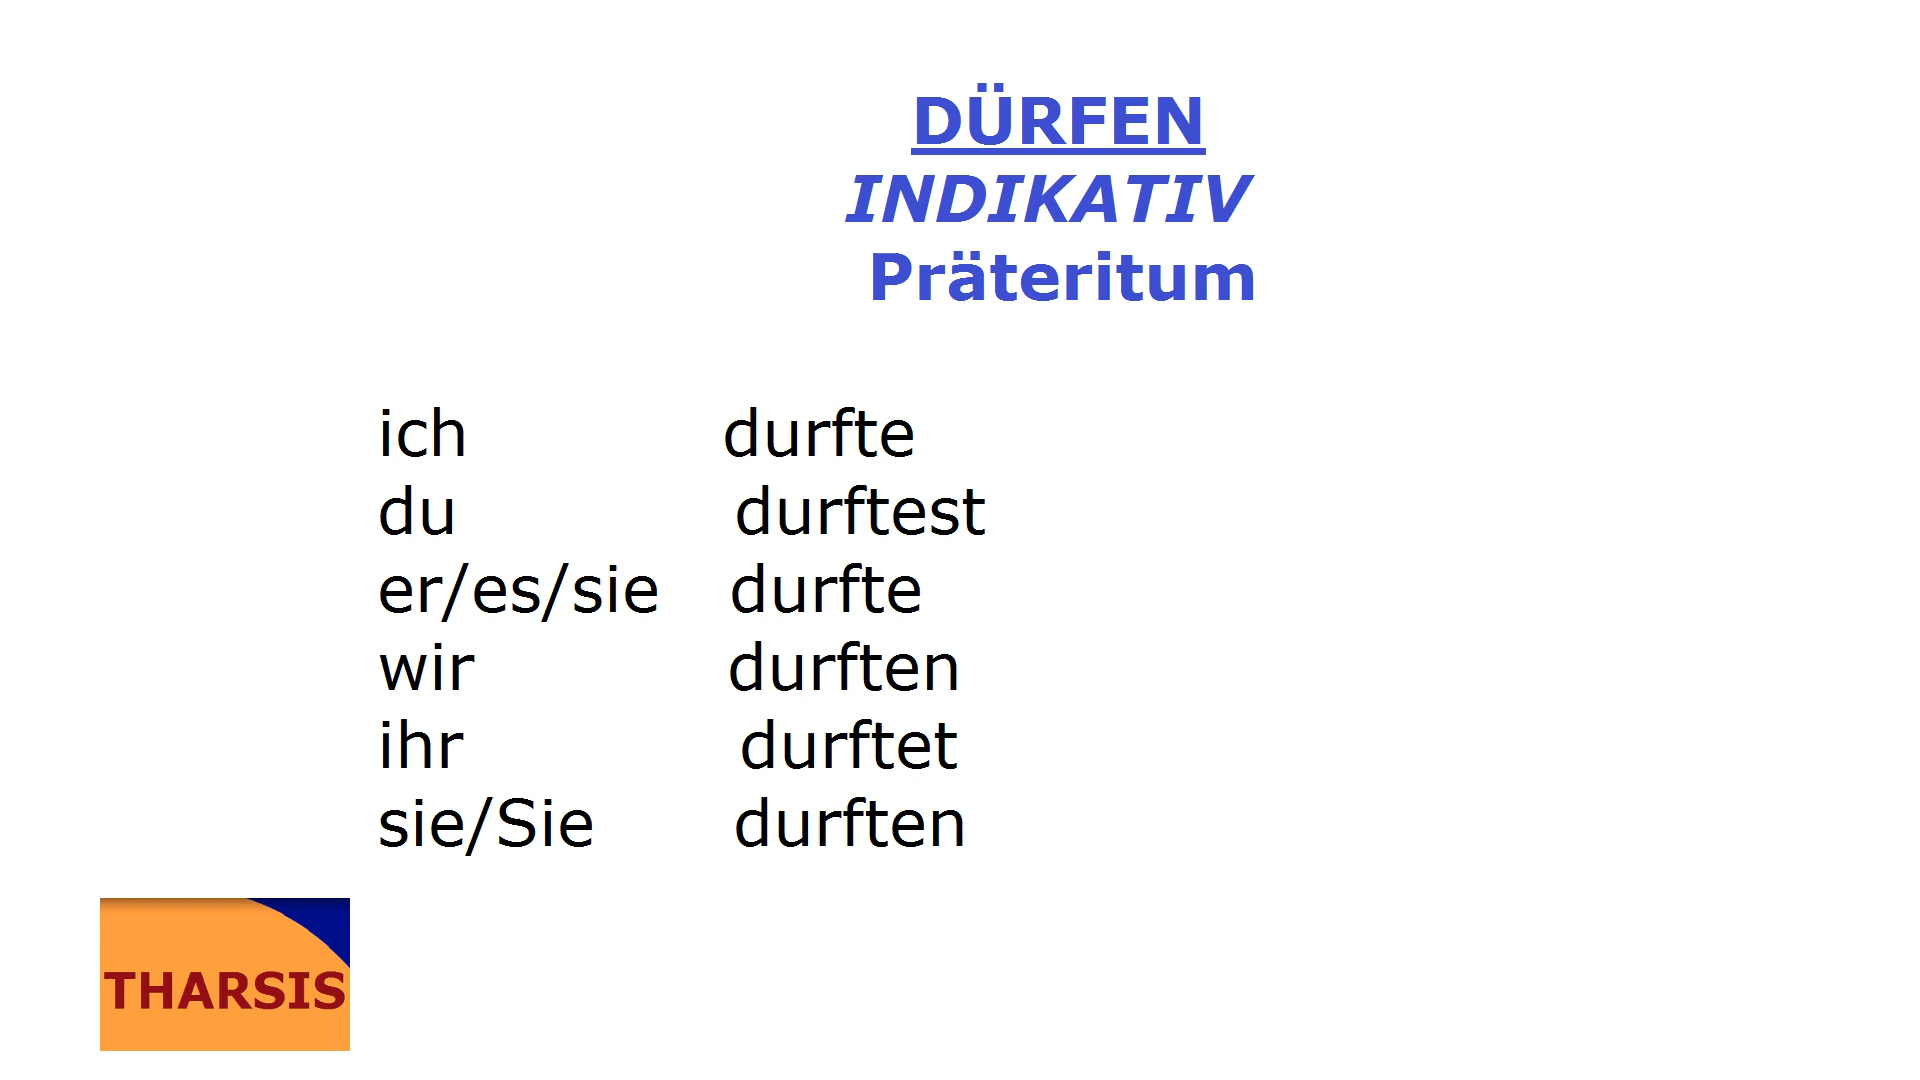 DÜRFEN
INDIKATIV
Präteritum
ich durfte
du durftest
er/es/sie durfte
wir durften
ihr durftet
sie/Sie durften
THARSIS